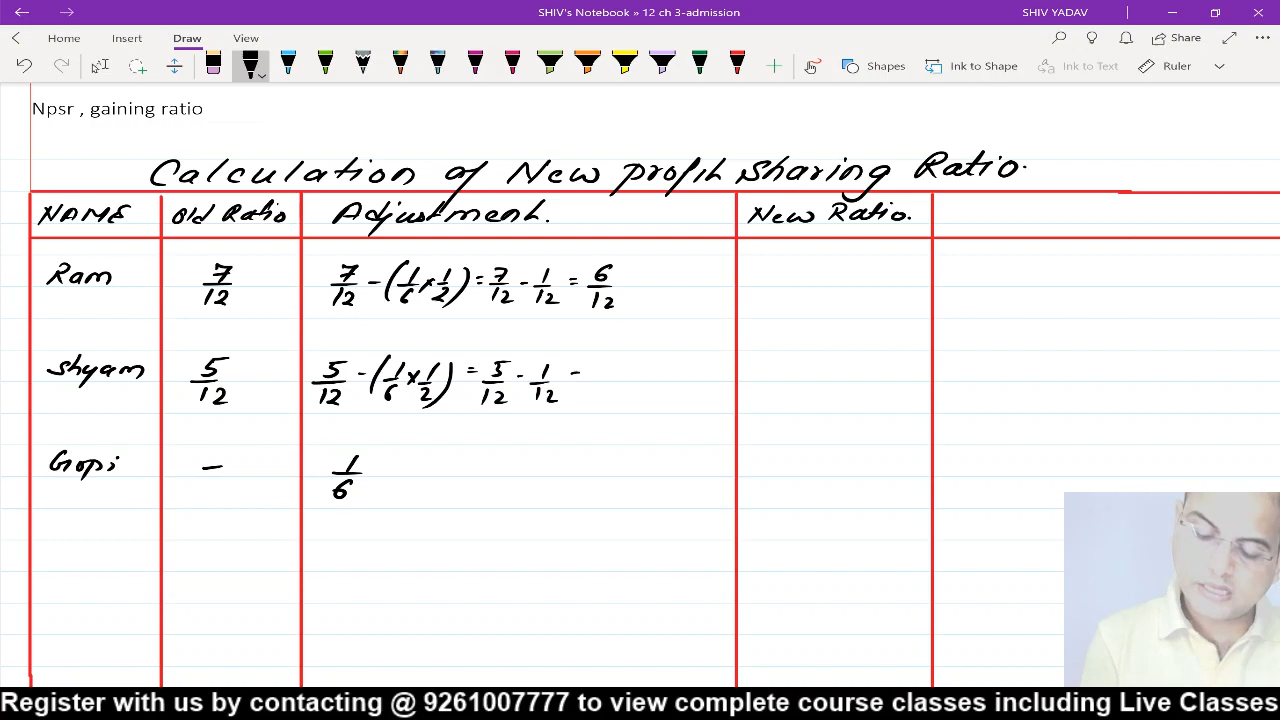 SHIV's Notebook » 12 ch 3-admission
SHIV YADAV
Home Insert Draw View
Share
Shapes Ink to Shape Ink to Text Ruler
Npsr , gaining ratio
Calculation of New profit sharing Ratio.
NAME Old Ratio Adjustment. New Ratio.
Ram 7/12 7/12 - (1/6 × 1/2) = 7/12 - 1/12 = 6/12
Shyam 5/12 5/12 - (1/6 × 1/2) = 5/12 - 1/12 =
Gopi — 1/6
Register with us by contacting @ 9261007777 to view complete course classes including Live Classes